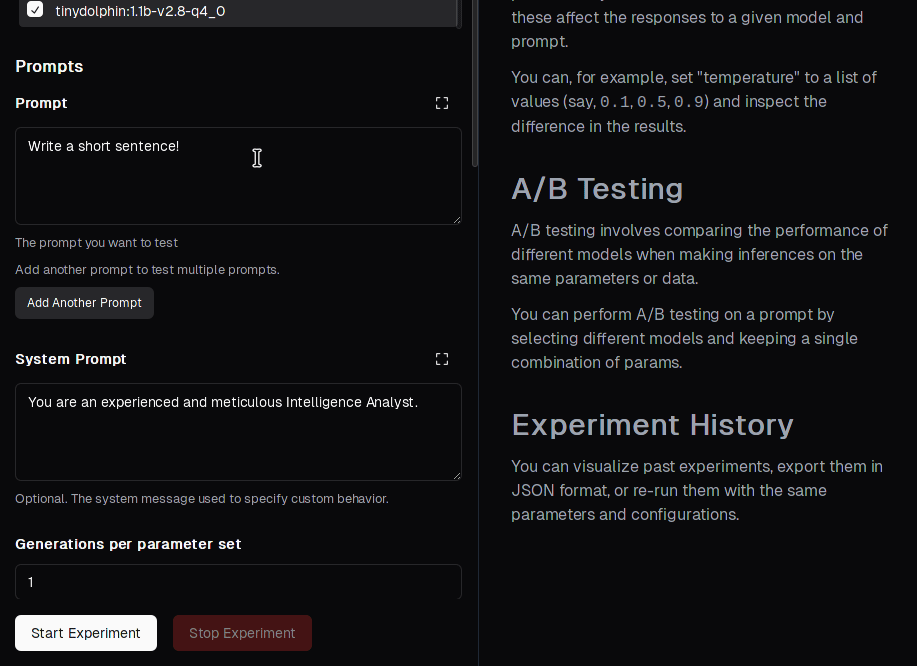 tinydolphin:1.1b-v2.8-q4_0
Prompts
Prompt
Write a short sentence!
The prompt you want to test
Add another prompt to test multiple prompts.
Add Another Prompt
System Prompt
You are an experienced and meticulous Intelligence Analyst.
Optional. The system message used to specify custom behavior.
Generations per parameter set
1
Start Experiment
Stop Experiment
these affect the responses to a given model and
prompt.
You can, for example, set "temperature" to a list of
values (say, 0.1, 0.5, 0.9) and inspect the
difference in the results.
A/B Testing
A/B testing involves comparing the performance of
different models when making inferences on the
same parameters or data.
You can perform A/B testing on a prompt by
selecting different models and keeping a single
combination of params.
Experiment History
You can visualize past experiments, export them in
JSON format, or re-run them with the same
parameters and configurations.